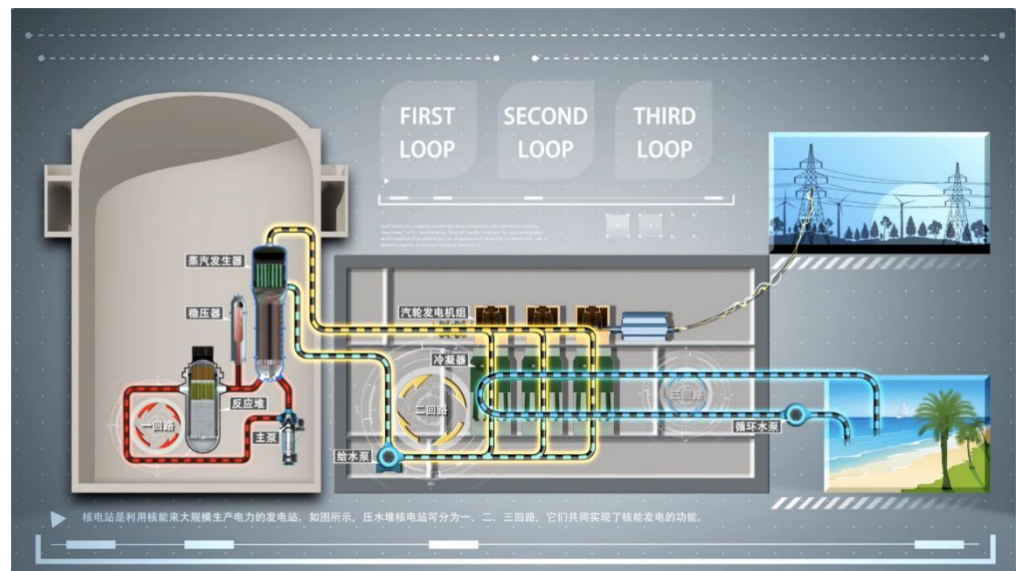 FIRST
LOOP
SECOND
LOOP
THIRD
LOOP
蒸汽发生器
稳压器
汽轮发电机组
冷凝器
反应堆
一回路
二回路
三回路
主泵
循环水泵
给水泵
核电站是利用核能来大规模生产电力的发电站。如图所示,压水堆核电站可分为一、二、三回路,它们共同实现了核能发电的功能。